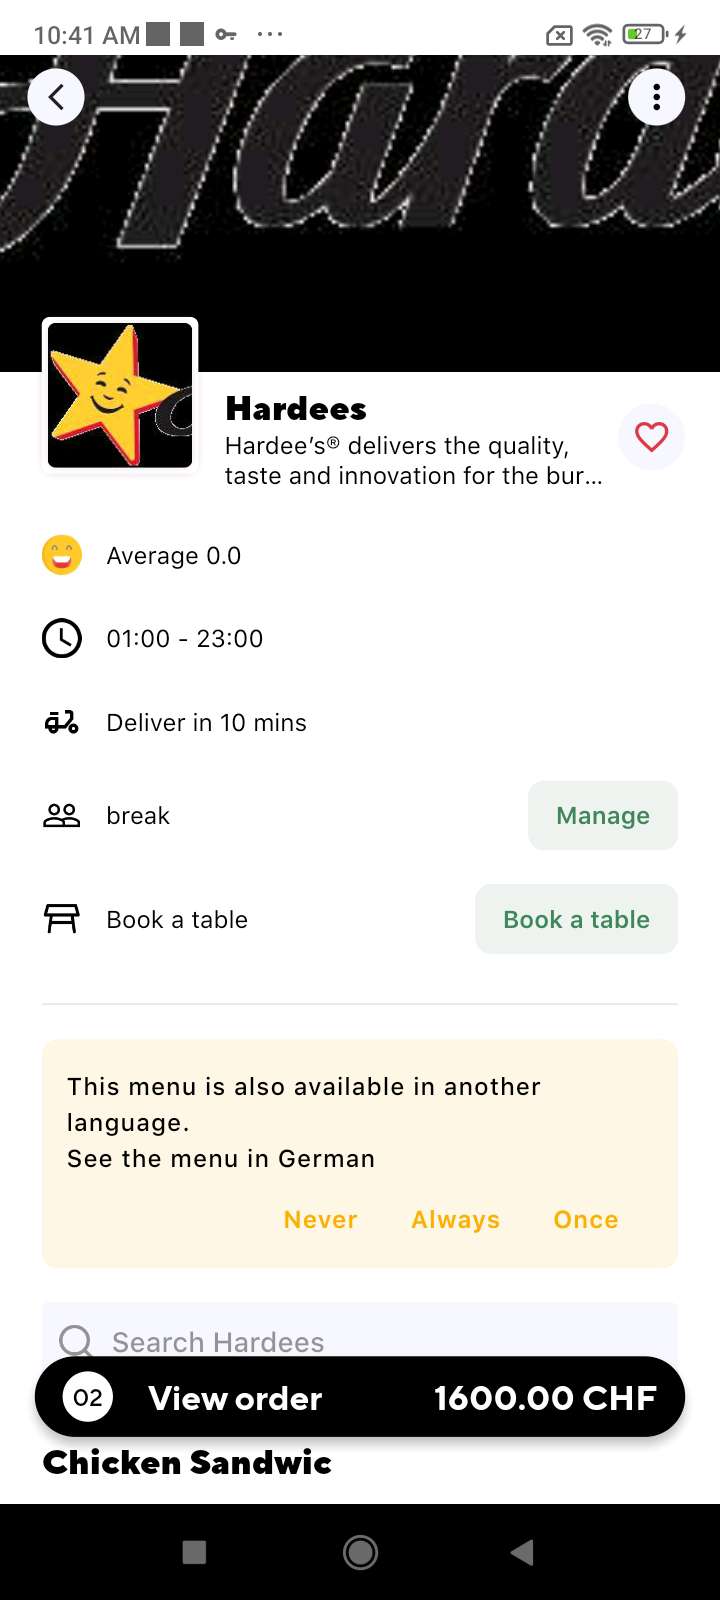 10:41 AM
27
Harde
Hardees
Hardee’s® delivers the quality,
taste and innovation for the bur...
Average 0.0
01:00 - 23:00
Deliver in 10 mins
break
Manage
Book a table
Book a table
This menu is also available in another
language.
See the menu in German
Never
Always
Once
Search Hardees
02
View order
1600.00 CHF
Chicken Sandwic